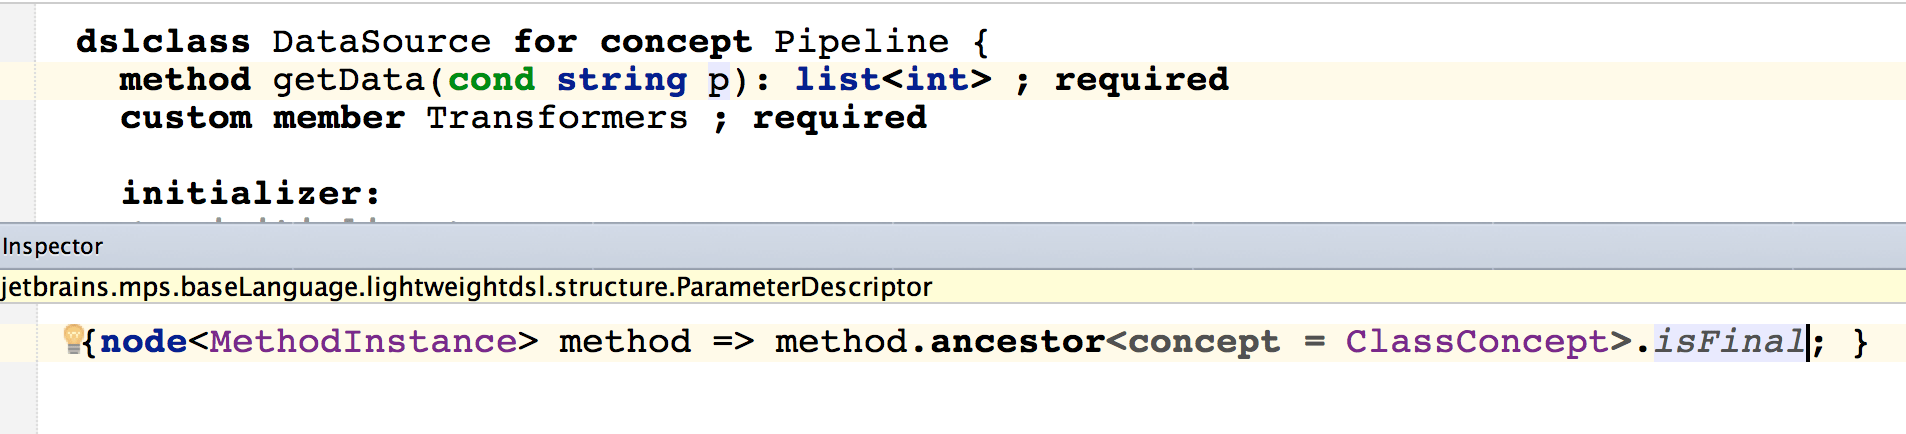 dslclass DataSource for concept Pipeline {
method getData(cond string p): list<int> ; required
custom member Transformers ; required
initializer:
Inspector
jetbrains.mps.baseLanguage.lightweightdsl.structure.ParameterDescriptor
{node<MethodInstance> method => method.ancestor<concept = ClassConcept>.isFinal; }